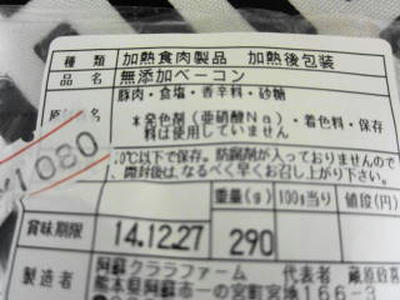 種 類 加熱食肉製品 加熱後包装
品 名 無添加ベーコン
豚肉・食塩・香辛料・砂糖
*発色剤(亜硝酸Na)・着色料・保存
料は使用していません
¥1080
0℃以下で保存。防腐剤が入っておりませんので、
開封後は、なるべく早くお召し上がり下さい。
重量(g) 100g当り 値段(円)
賞味期限 14.12.27 290
製造者 阿蘇クララファーム 代表者 藤原
熊本県阿蘇市一の宮町宮地166-3